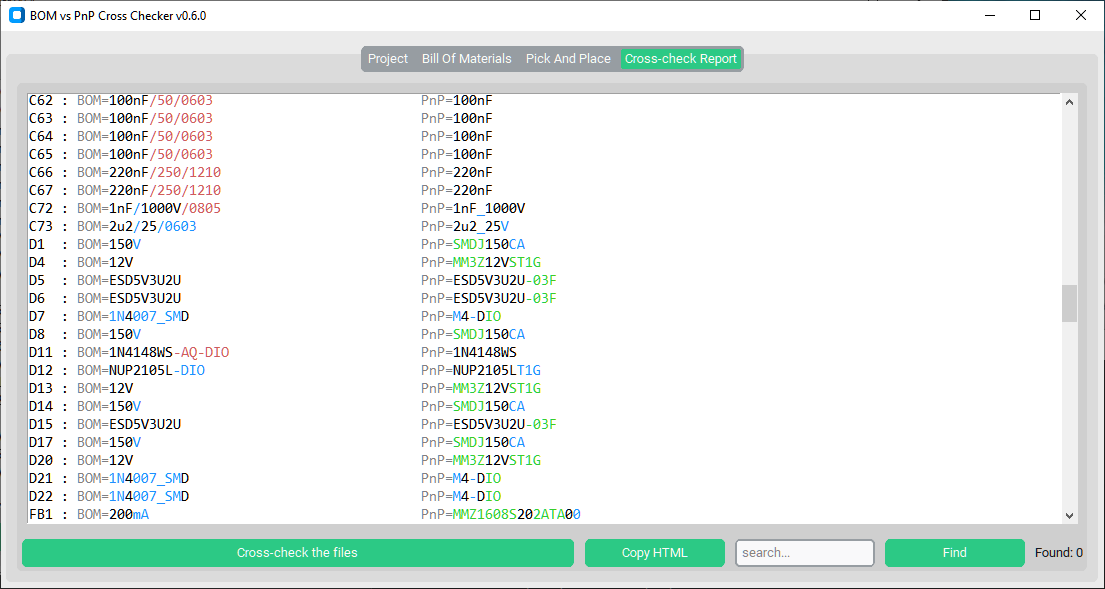 BOM vs PnP Cross Checker v0.6.0
Project Bill Of Materials Pick And Place Cross-check Report
C62 : BOM=100nF/50/0603 PnP=100nF
C63 : BOM=100nF/50/0603 PnP=100nF
C64 : BOM=100nF/50/0603 PnP=100nF
C65 : BOM=100nF/50/0603 PnP=100nF
C66 : BOM=220nF/250/1210 PnP=220nF
C67 : BOM=220nF/250/1210 PnP=220nF
C72 : BOM=1nF/1000V/0805 PnP=1nF_1000V
C73 : BOM=2u2/25/0603 PnP=2u2_25V
D1 : BOM=150V PnP=SMDJ150CA
D4 : BOM=12V PnP=MM3Z12VST1G
D5 : BOM=ESD5V3U2U PnP=ESD5V3U2U-03F
D6 : BOM=ESD5V3U2U PnP=ESD5V3U2U-03F
D7 : BOM=1N4007_SMD PnP=M4-DIO
D8 : BOM=150V PnP=SMDJ150CA
D11 : BOM=1N4148WS-AQ-DIO PnP=1N4148WS
D12 : BOM=NUP2105L-DIO PnP=NUP2105LT1G
D13 : BOM=12V PnP=MM3Z12VST1G
D14 : BOM=150V PnP=SMDJ150CA
D15 : BOM=ESD5V3U2U PnP=ESD5V3U2U-03F
D17 : BOM=150V PnP=SMDJ150CA
D20 : BOM=12V PnP=MM3Z12VST1G
D21 : BOM=1N4007_SMD PnP=M4-DIO
D22 : BOM=1N4007_SMD PnP=M4-DIO
FB1 : BOM=200mA PnP=MMZ1608S202ATA00
Cross-check the files Copy HTML search... Find Found: 0